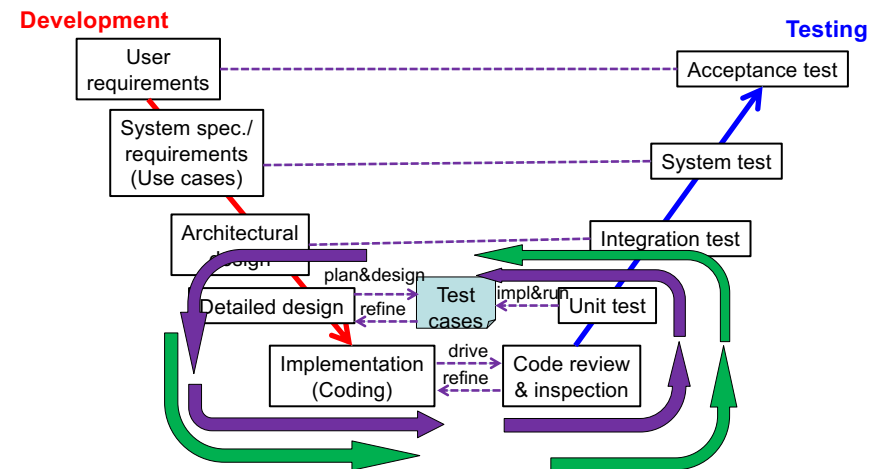 Development
Testing
User
requirements
Acceptance test
System spec./
requirements
(Use cases)
System test
Architectural
design
Integration test
plan&design
Detailed design
refine
Test
cases
impl&run
Unit test
Implementation
(Coding)
drive
refine
Code review
& inspection